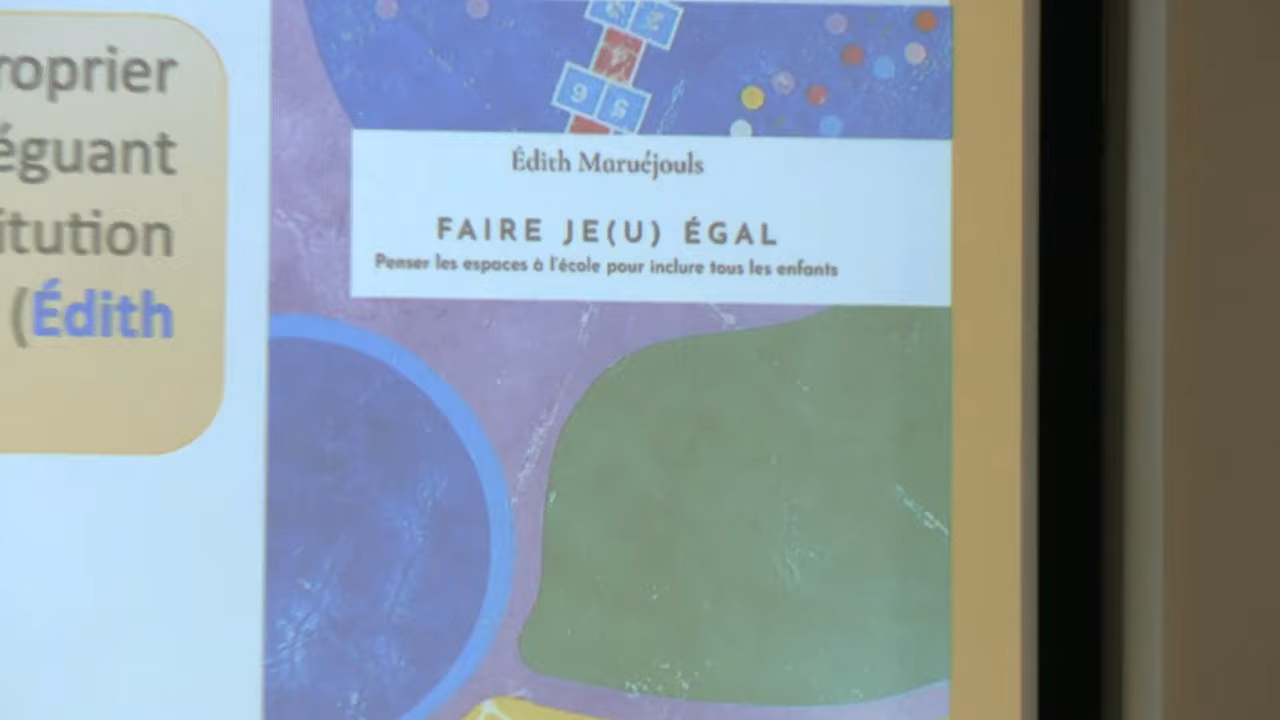 roprier
éguant
itution
(Édith
Édith Maruéjouls
FAIRE JE(U) ÉGAL
Penser les espaces à l'école pour inclure tous les enfants